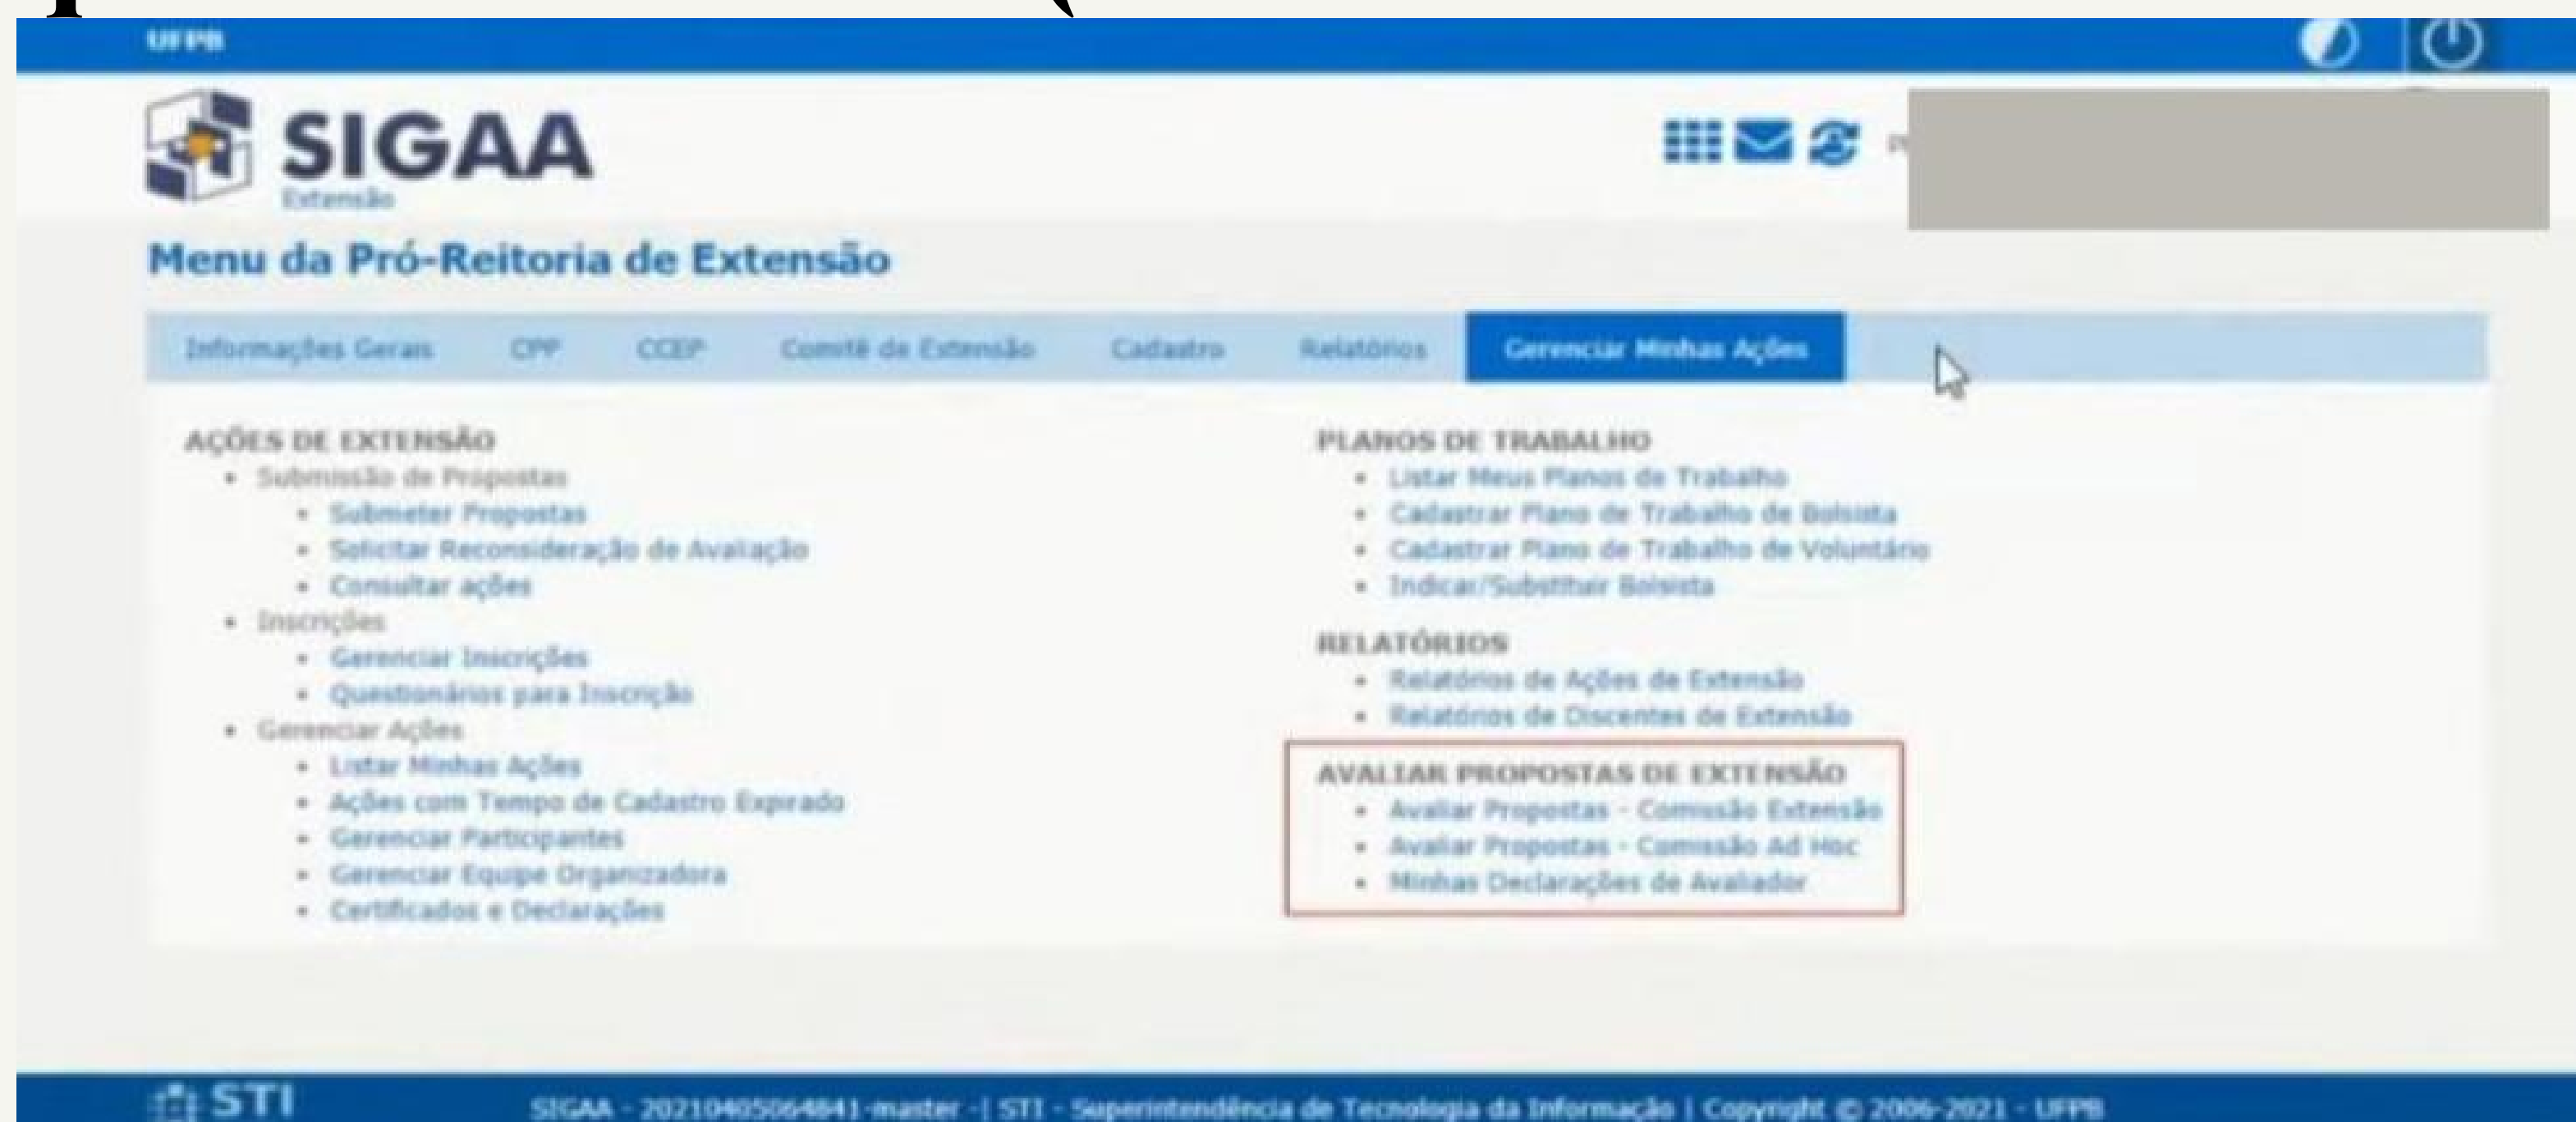 UFPB
SIGAA
Extensão
Menu da Pró-Reitoria de Extensão
Informações Gerais CPP CCEP Comitê de Extensão Cadastro Relatórios Gerenciar Minhas Ações
AÇÕES DE EXTENSÃO
Submissão de Propostas
Submeter Propostas
Solicitar Reconsideração de Avaliação
Consultar ações
Inscrições
Gerenciar Inscrições
Questionários para Inscrição
Gerenciar Ações
Listar Minhas Ações
Ações com Tempo de Cadastro Expirado
Gerenciar Participantes
Gerenciar Equipe Organizadora
Certificados e Declarações
PLANOS DE TRABALHO
Listar Meus Planos de Trabalho
Cadastrar Plano de Trabalho de Bolsista
Cadastrar Plano de Trabalho de Voluntário
Indicar/Substituir Bolsista
RELATÓRIOS
Relatórios de Ações de Extensão
Relatórios de Discentes de Extensão
AVALIAR PROPOSTAS DE EXTENSÃO
Avaliar Propostas - Comissão Extensão
Avaliar Propostas - Comissão Ad Hoc
Minhas Declarações de Avaliador
STI
SIGAA - 20210405064841-master -| STI - Superintendência de Tecnologia da Informação | Copyright © 2006-2021 - UFPB